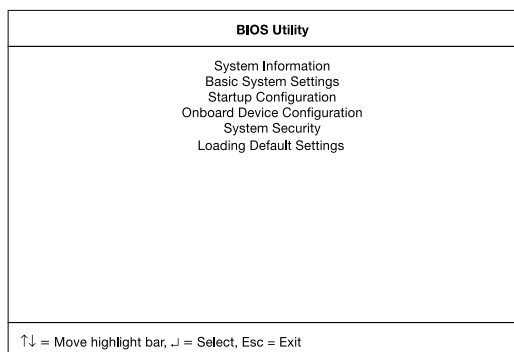 BIOS Utility
System Information
Basic System Settings
Startup Configuration
Onboard Device Configuration
System Security
Loading Default Settings
↑↓ = Move highlight bar, ↵ = Select, Esc = Exit